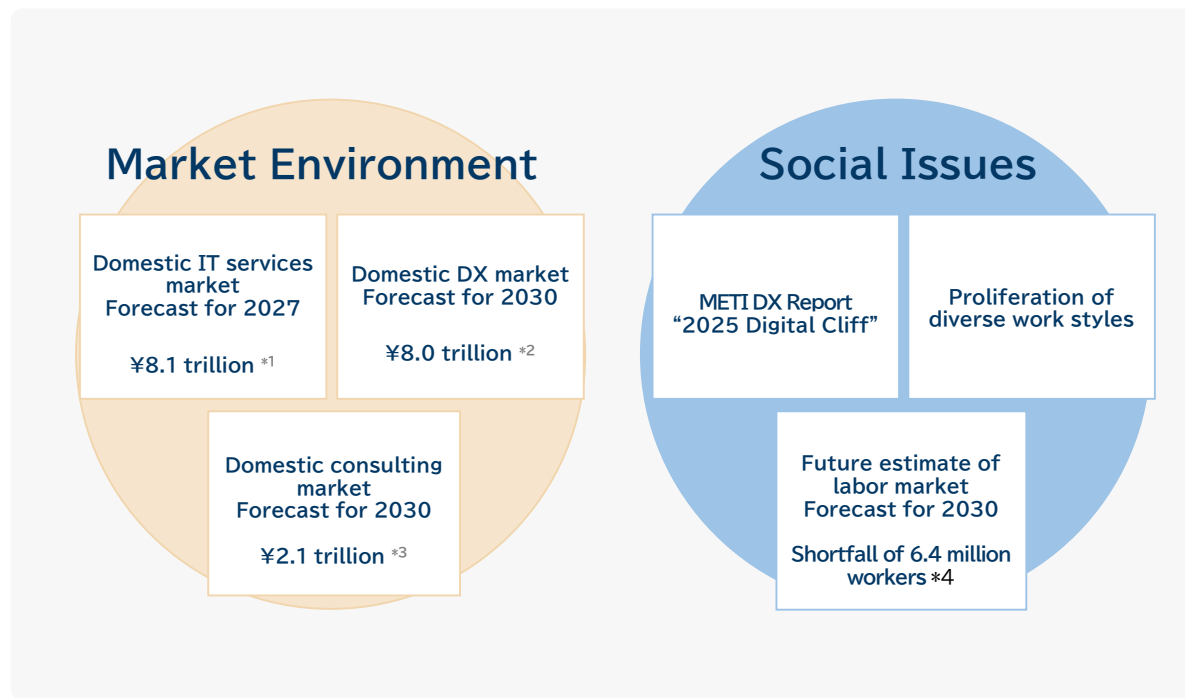 Market Environment
Domestic IT services
market
Forecast for 2027
¥8.1 trillion *1
Domestic DX market
Forecast for 2030
¥8.0 trillion *2
Domestic consulting
market
Forecast for 2030
¥2.1 trillion *3
Social Issues
METI DX Report
“2025 Digital Cliff”
Proliferation of
diverse work styles
Future estimate of
labor market
Forecast for 2030
Shortfall of 6.4 million
workers *4